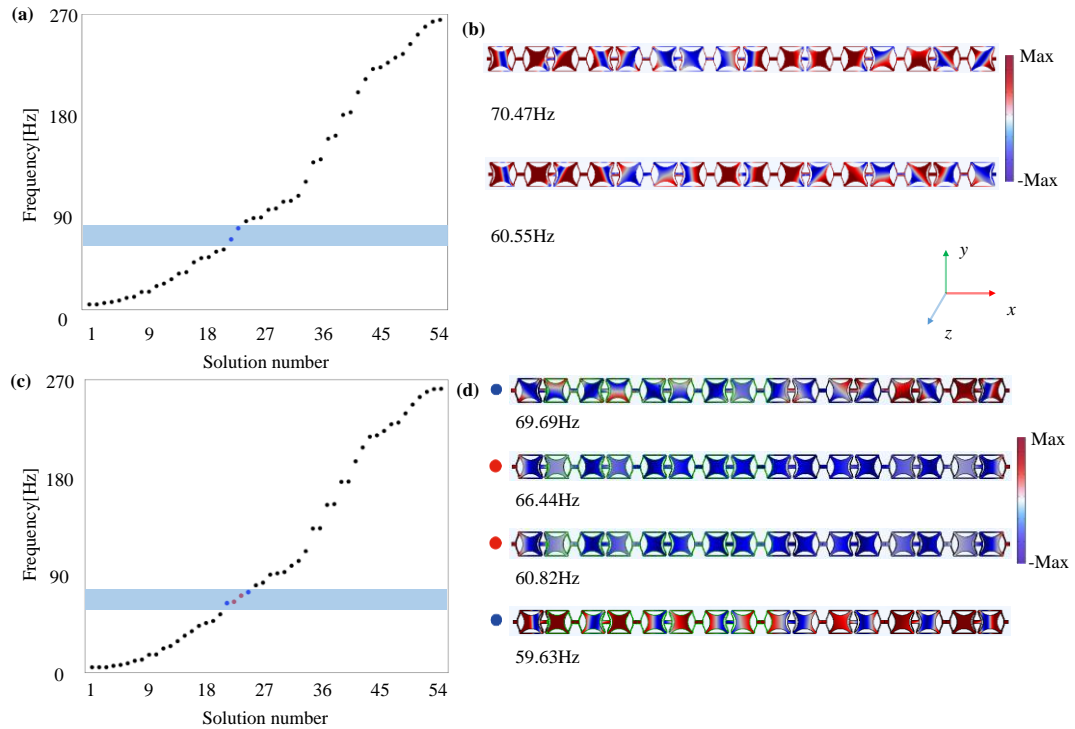 (a)
270
180
90
0
Frequency[Hz]
1 9 18 27 36 45 54
Solution number
(b)
70.47Hz
60.55Hz
Max
-Max
y
x
z
(c)
270
180
90
0
Frequency[Hz]
1 9 18 27 36 45 54
Solution number
(d)
69.69Hz
66.44Hz
60.82Hz
59.63Hz
Max
-Max